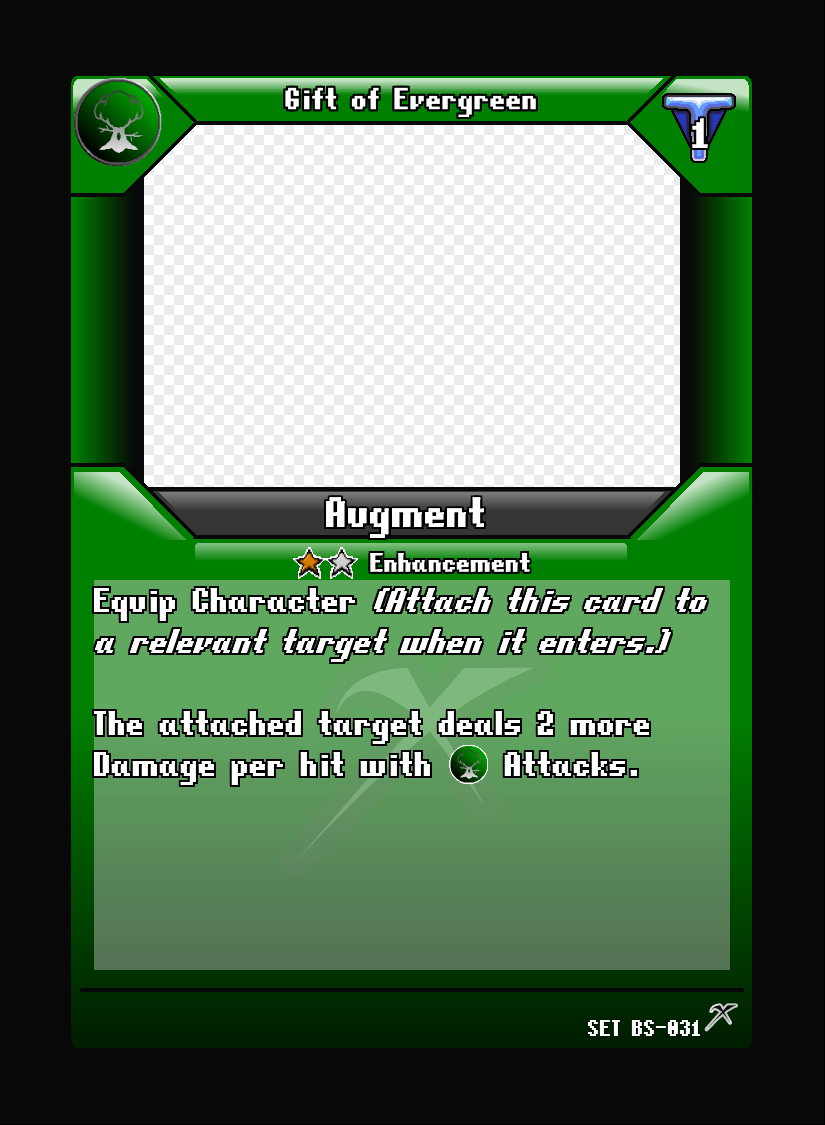 Gift of Evergreen
1
Augment
Enhancement
Equip Character (Attach this card to
a relevant target when it enters.)
The attached target deals 2 more
Damage per hit with Attacks.
SET BS-031